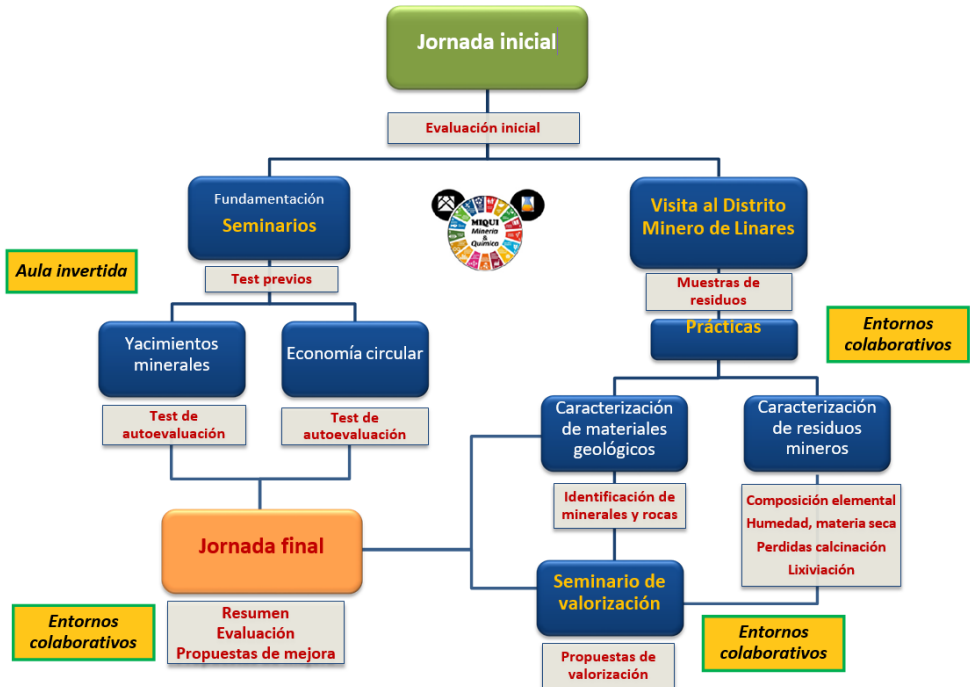 Jornada inicial
Evaluación inicial
Fundamentación
Seminarios
MIQUI
Minería
&
Química
Visita al Distrito
Minero de Linares
Aula invertida
Test previos
Muestras de
residuos
Prácticas
Entornos
colaborativos
Yacimientos
minerales
Economía circular
Test de
autoevaluación
Test de
autoevaluación
Caracterización
de materiales
geológicos
Caracterización
de residuos
mineros
Identificación de
minerales y rocas
Composición elemental
Humedad, materia seca
Perdidas calcinación
Lixiviación
Jornada final
Seminario de
valorización
Entornos
colaborativos
Resumen
Evaluación
Propuestas de mejora
Entornos
colaborativos
Propuestas de
valorización